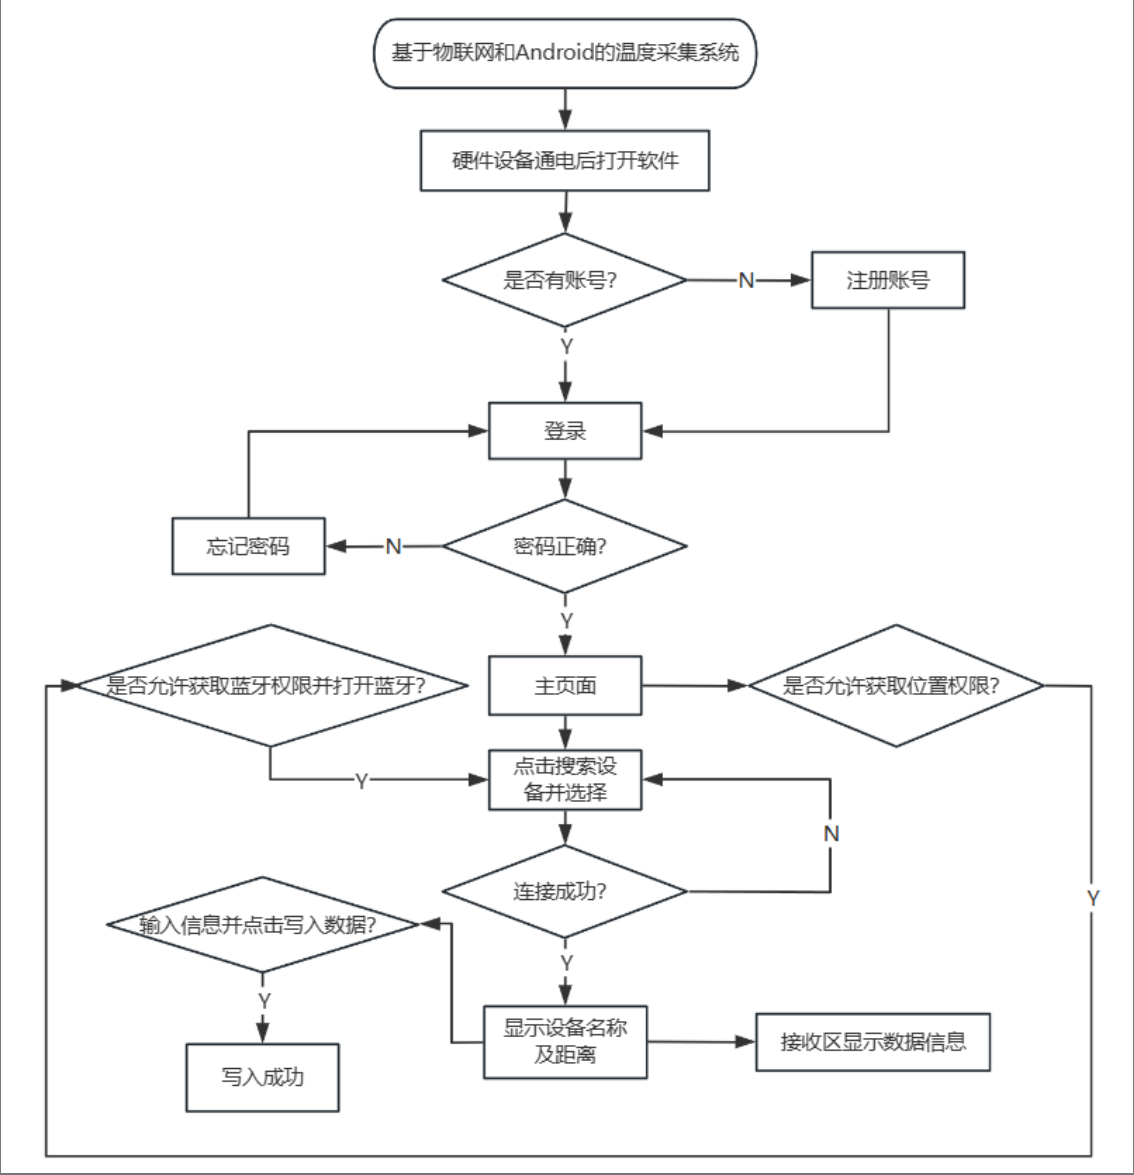 基于物联网和Android的温度采集系统
硬件设备通电后打开软件
是否有账号?
N
注册账号
Y
登录
忘记密码
N
密码正确?
Y
是否允许获取蓝牙权限并打开蓝牙?
主页面
是否允许获取位置权限?
Y
点击搜索设
备并选择
N
连接成功?
Y
输入信息并点击写入数据?
Y
Y
显示设备名称
及距离
接收区显示数据信息
写入成功